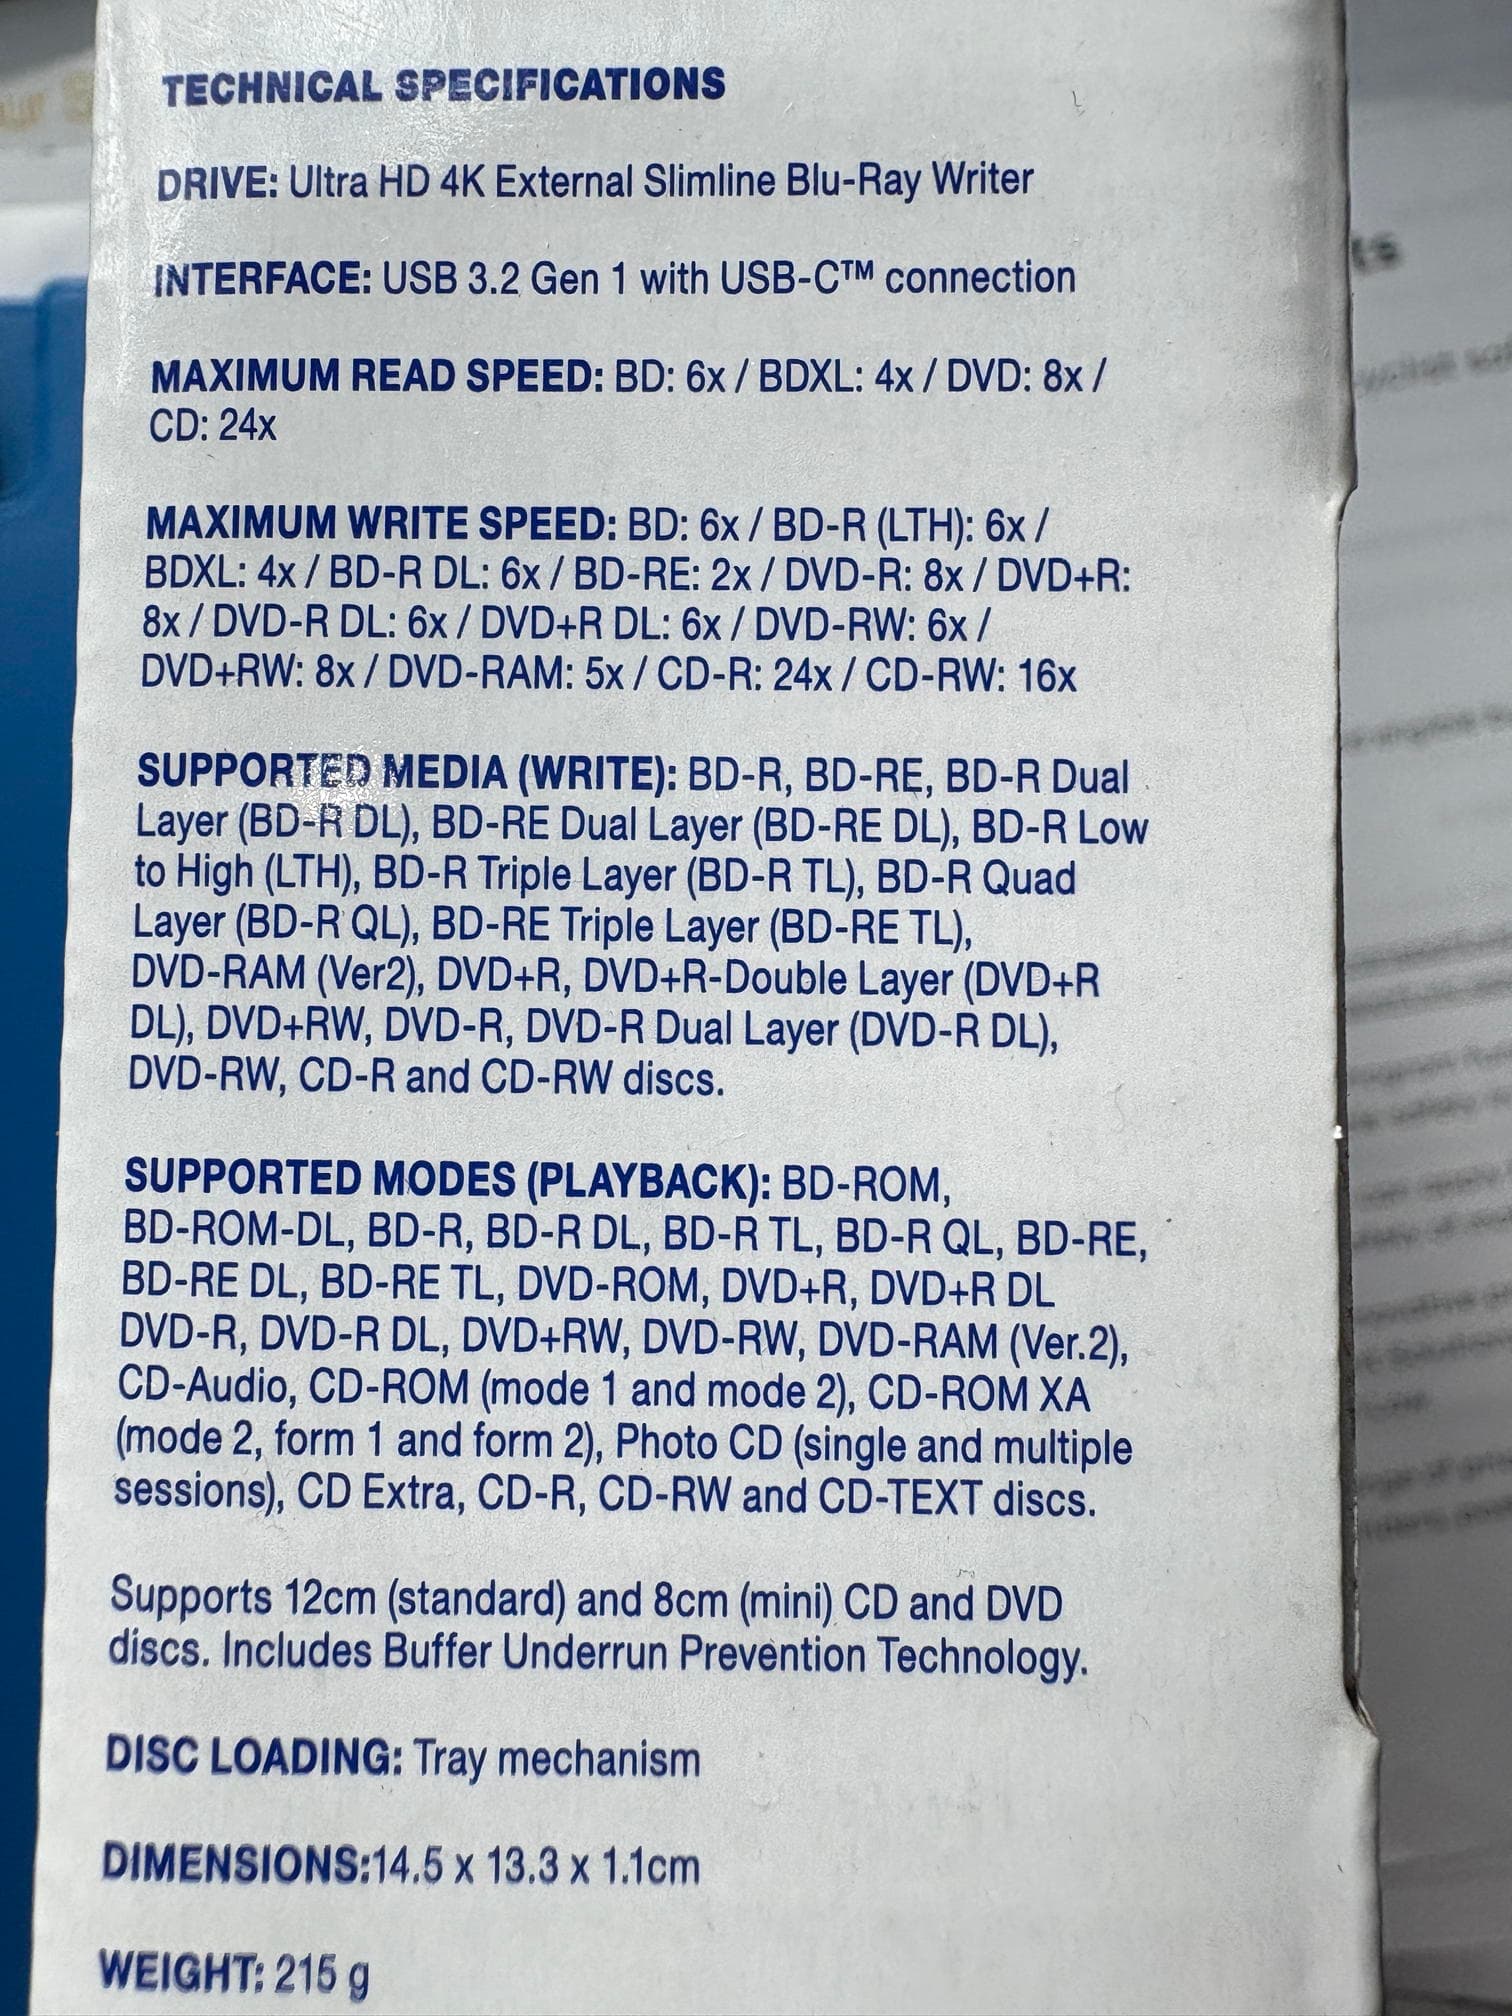 TECHNICAL SPECIFICATIONS
DRIVE: Ultra HD 4K External Slimline Blu-Ray Writer
INTERFACE: USB 3.2 Gen 1 with USB-C™ connection
MAXIMUM READ SPEED: BD: 6x / BDXL: 4x / DVD: 8x /
CD: 24x
MAXIMUM WRITE SPEED: BD: 6x / BD-R (LTH): 6x /
BDXL: 4x / BD-R DL: 6x / BD-RE: 2x / DVD-R: 8x / DVD+R:
8x / DVD-R DL: 6x / DVD+R DL: 6x / DVD-RW: 6x /
DVD+RW: 8x / DVD-RAM: 5x / CD-R: 24x / CD-RW: 16x
SUPPORTED MEDIA (WRITE): BD-R, BD-RE, BD-R Dual
Layer (BD-R DL), BD-RE Dual Layer (BD-RE DL), BD-R Low
to High (LTH), BD-R Triple Layer (BD-R TL), BD-R Quad
Layer (BD-R QL), BD-RE Triple Layer (BD-RE TL),
DVD-RAM (Ver2), DVD+R, DVD+R-Double Layer (DVD+R
DL), DVD+RW, DVD-R, DVD-R Dual Layer (DVD-R DL),
DVD-RW, CD-R and CD-RW discs.
SUPPORTED MODES (PLAYBACK): BD-ROM,
BD-ROM-DL, BD-R, BD-R DL, BD-R TL, BD-R QL, BD-RE,
BD-RE DL, BD-RE TL, DVD-ROM, DVD+R, DVD+R DL
DVD-R, DVD-R DL, DVD+RW, DVD-RW, DVD-RAM (Ver.2),
CD-Audio, CD-ROM (mode 1 and mode 2), CD-ROM XA
(mode 2, form 1 and form 2), Photo CD (single and multiple
sessions), CD Extra, CD-R, CD-RW and CD-TEXT discs.
Supports 12cm (standard) and 8cm (mini) CD and DVD
discs. Includes Buffer Underrun Prevention Technology.
DISC LOADING: Tray mechanism
DIMENSIONS:14.5 x 13.3 x 1.1cm
WEIGHT: 215 g